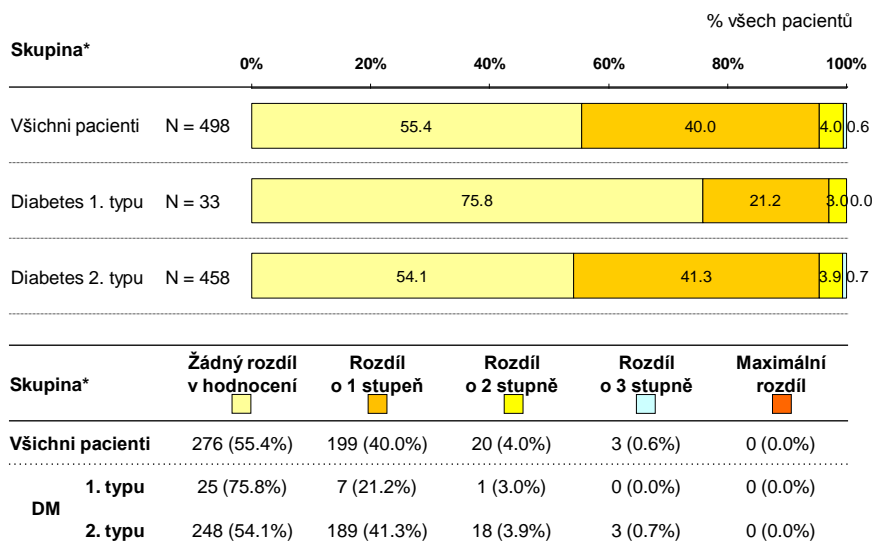 % všech pacientů
Skupina*
0% 20% 40% 60% 80% 100%
Všichni pacienti N = 498 55.4 40.0 4.0 0.6
Diabetes 1. typu N = 33 75.8 21.2 3.0 0.0
Diabetes 2. typu N = 458 54.1 41.3 3.9 0.7
Žádný rozdíl Rozdíl Rozdíl Rozdíl Maximální
Skupina* v hodnocení o 1 stupeň o 2 stupně o 3 stupně rozdíl
Všichni pacienti 276 (55.4%) 199 (40.0%) 20 (4.0%) 3 (0.6%) 0 (0.0%)
1. typu 25 (75.8%) 7 (21.2%) 1 (3.0%) 0 (0.0%) 0 (0.0%)
DM
2. typu 248 (54.1%) 189 (41.3%) 18 (3.9%) 3 (0.7%) 0 (0.0%)